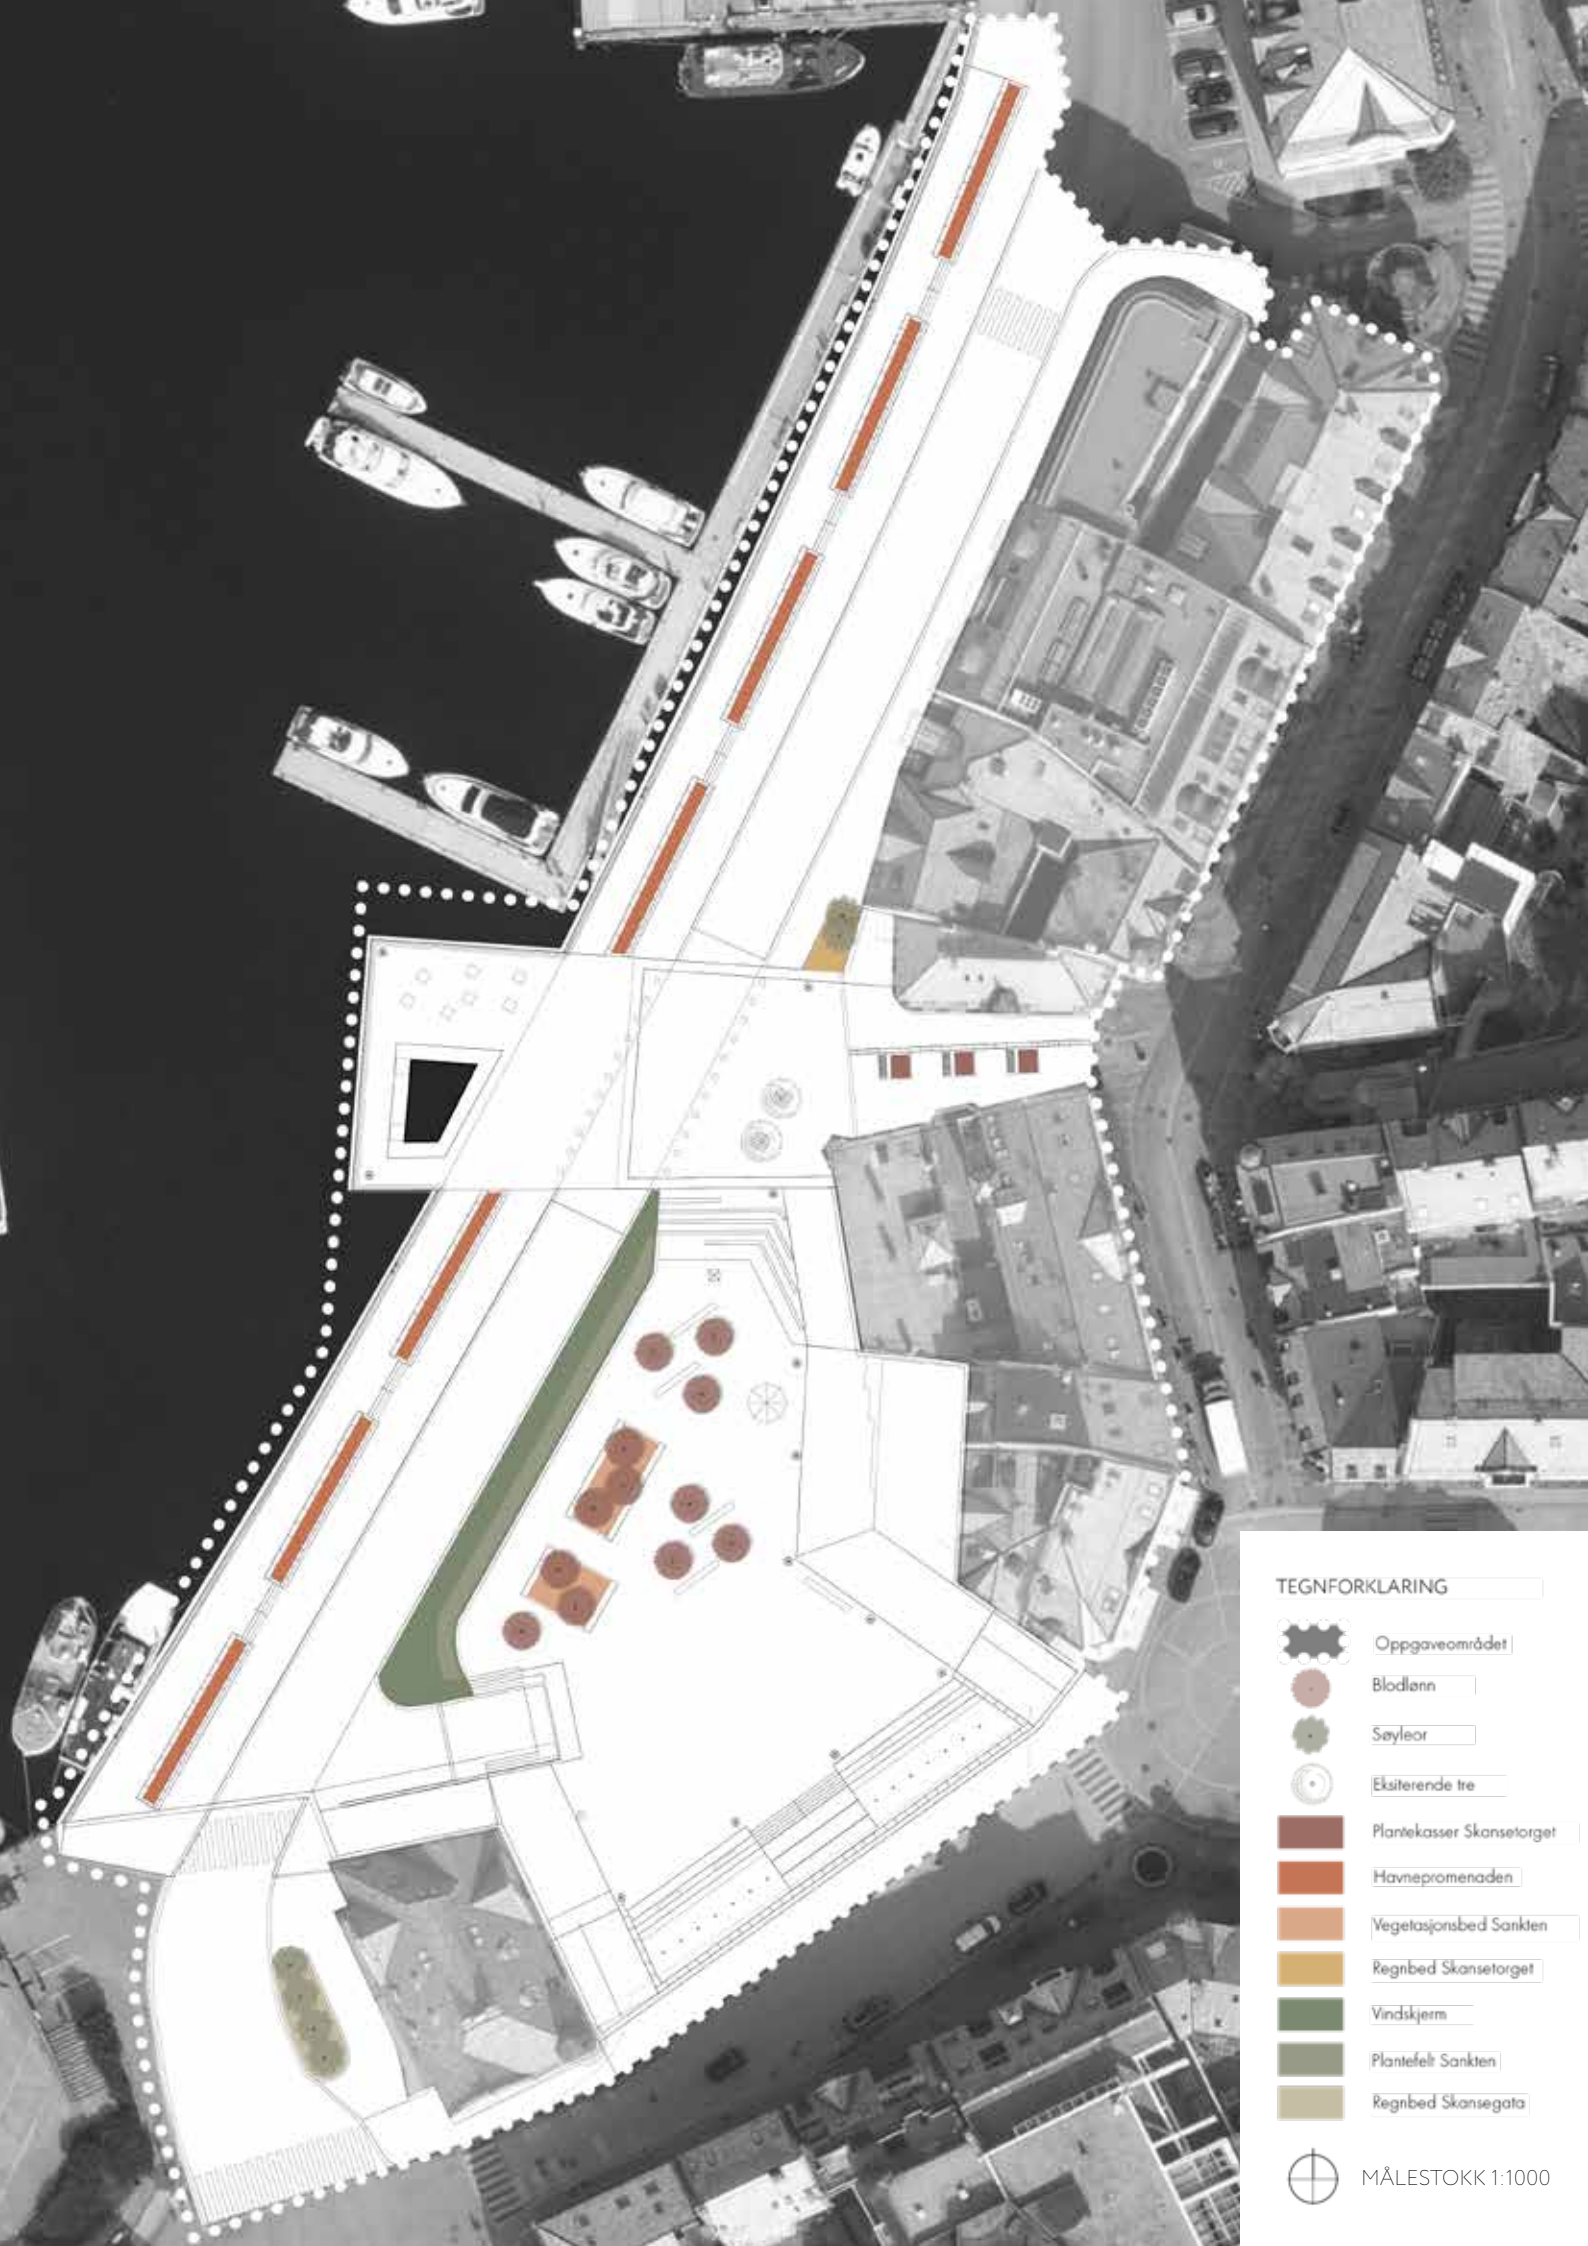 TEGNFORKLARING
Oppgaveområdet
Blodlønn
Søyleor
Eksiterende tre
Plantekasser Skansetorget
Havnepromenaden
Vegetasjonsbed Sankten
Regnbed Skansetorget
Vindskjerm
Plantefelt Sankten
Regnbed Skansegata
MÅLESTOKK 1:1000